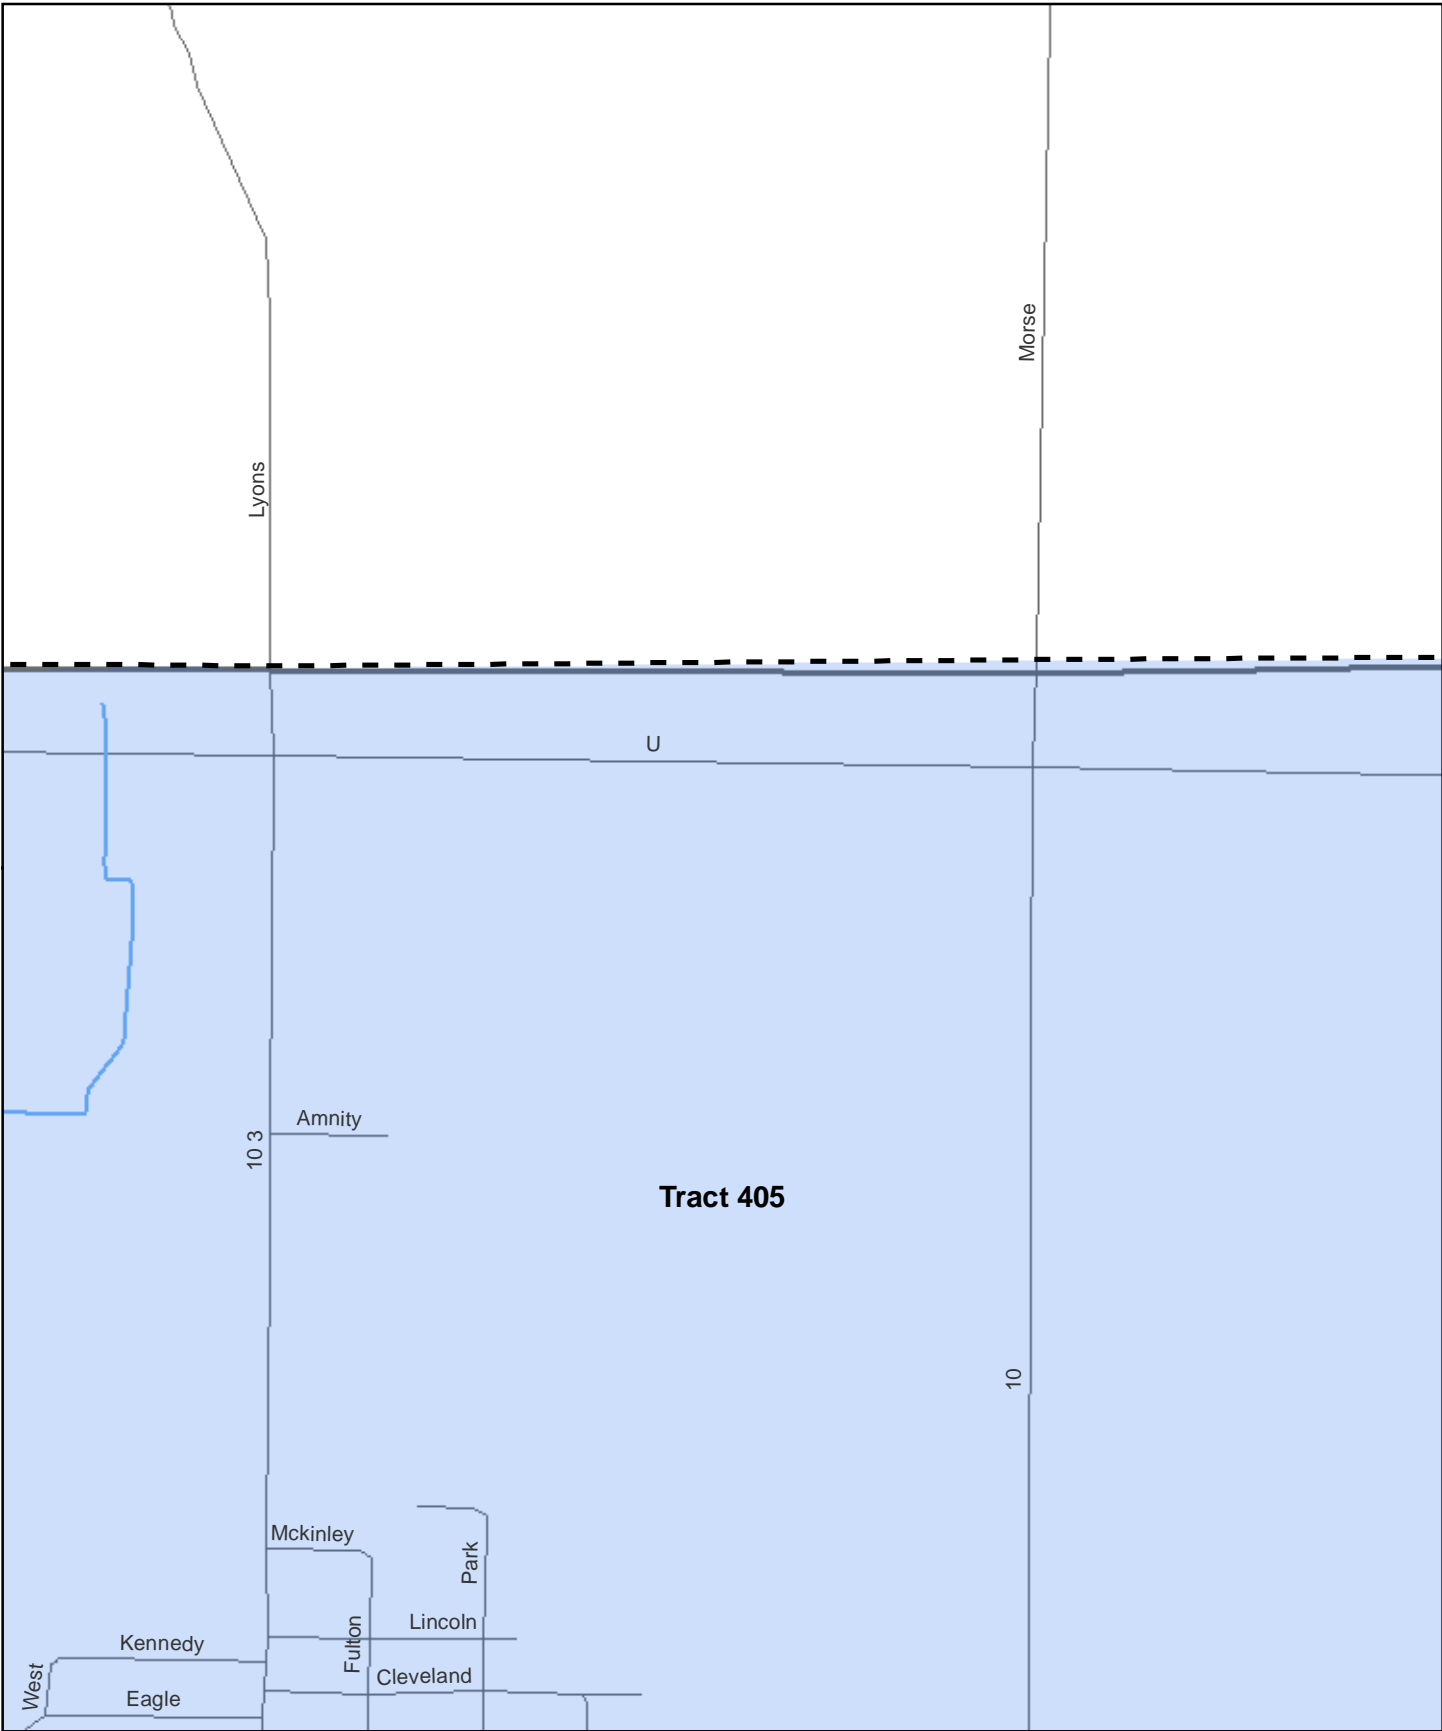 Morse
Lyons
U
Amnity
10 3
Tract 405
10
Mckinley
Park
Lincoln
Fulton
Kennedy
Cleveland
West
Eagle